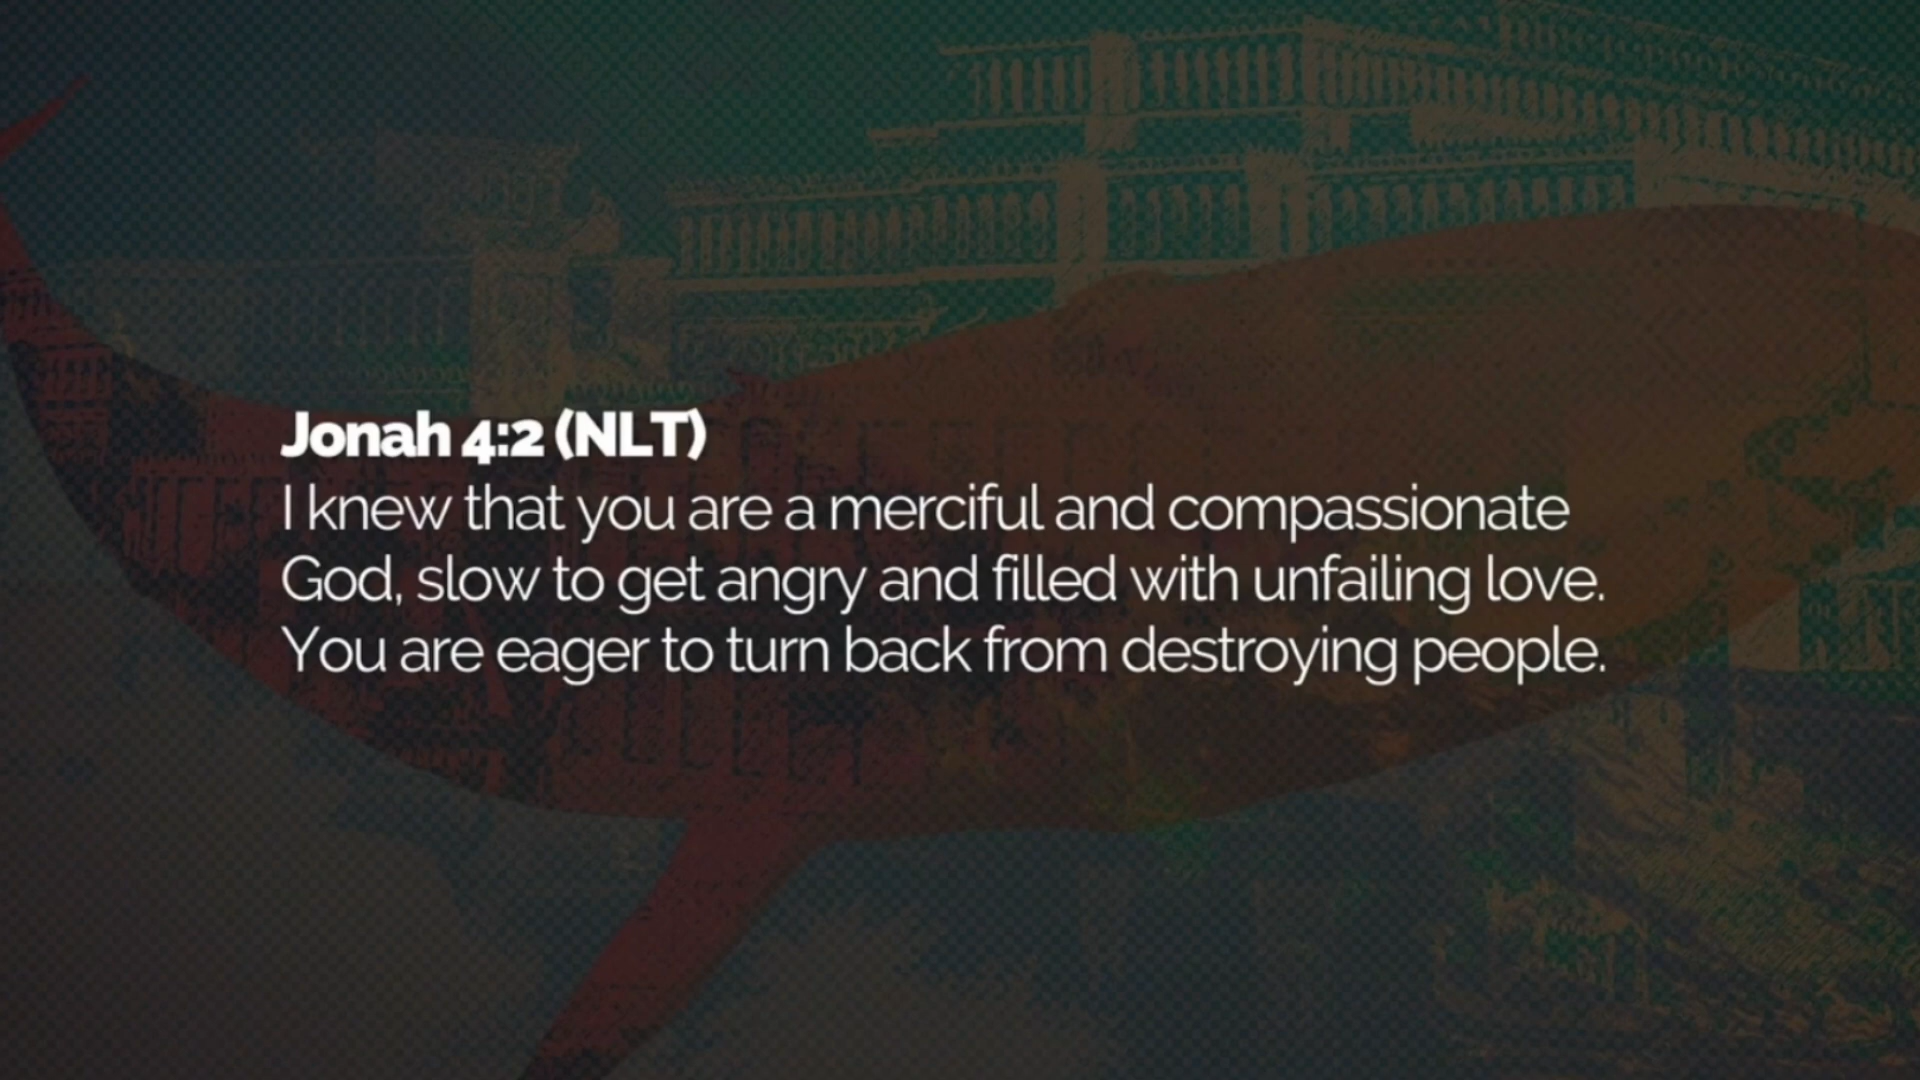 Jonah 4:2 (NLT)
I knew that you are a merciful and compassionate
God, slow to get angry and filled with unfailing love.
You are eager to turn back from destroying people.